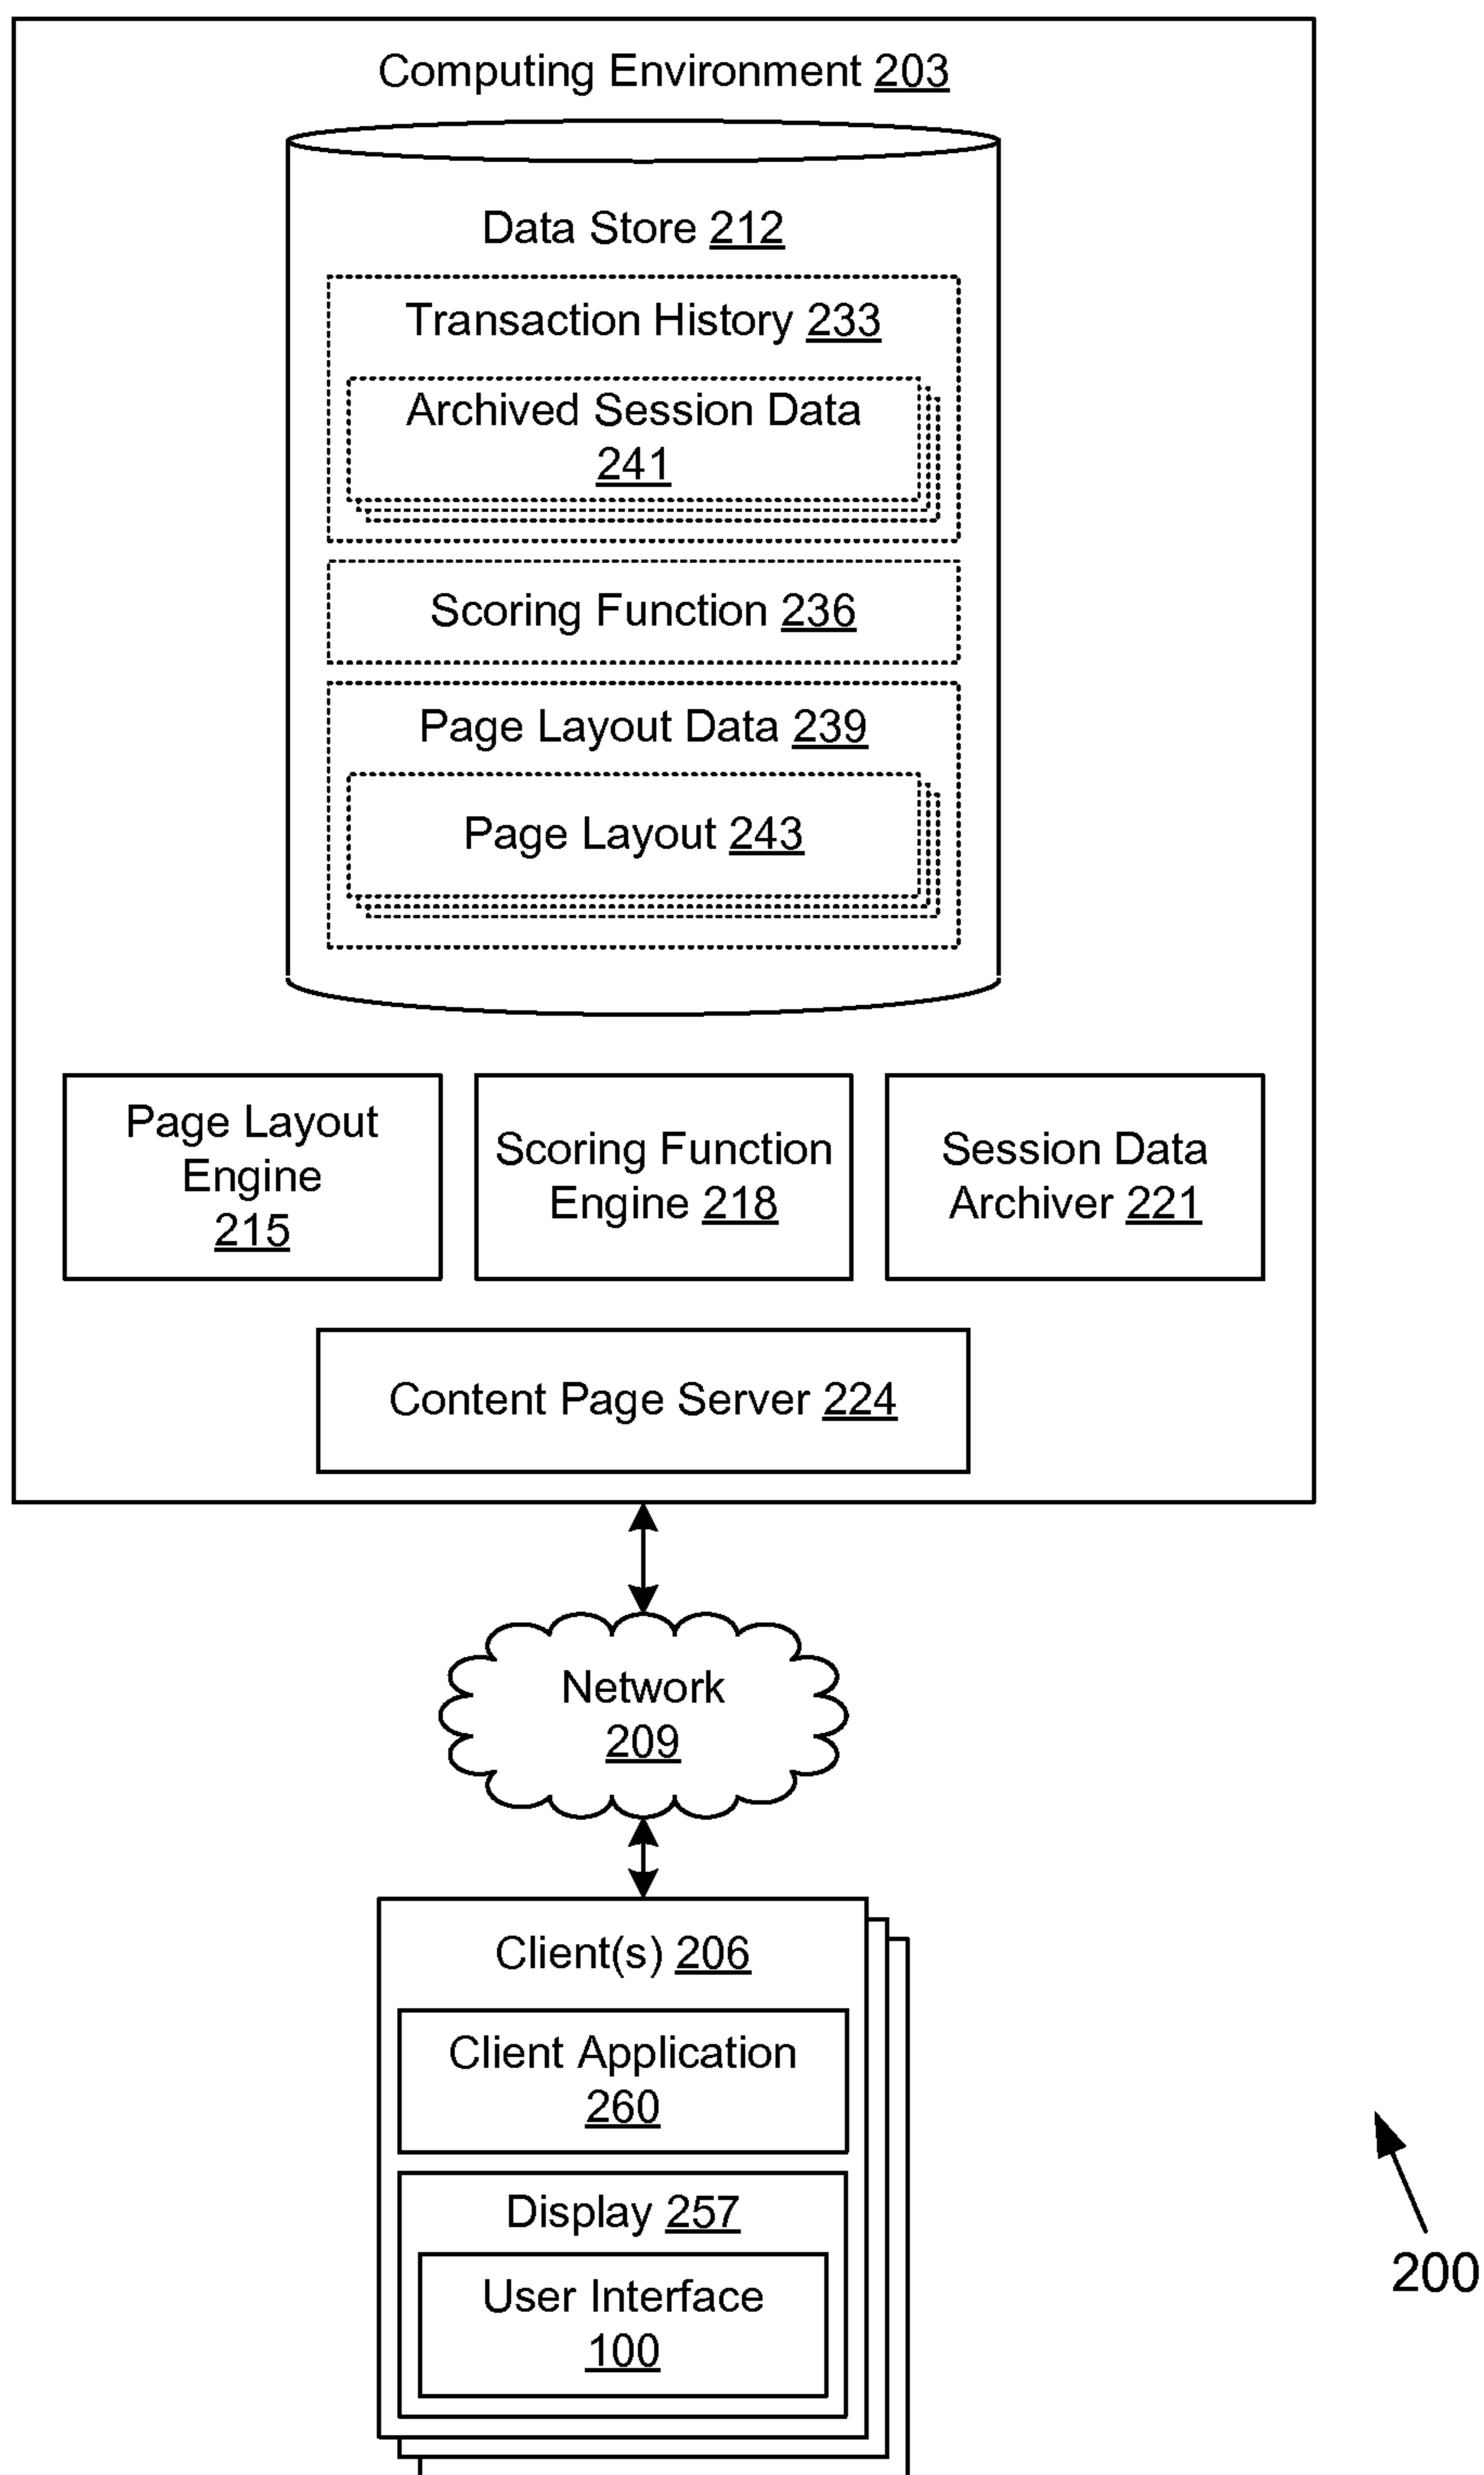 Computing Environment 203
Data Store 212
Transaction History 233
Archived Session Data
241
Scoring Function 236
Page Layout Data 239
Page Layout 243
Page Layout
Engine
215
Scoring Function
Engine 218
Session Data
Archiver 221
Content Page Server 224
Network
209
Client(s) 206
Client Application
260
Display 257
User Interface
100
200